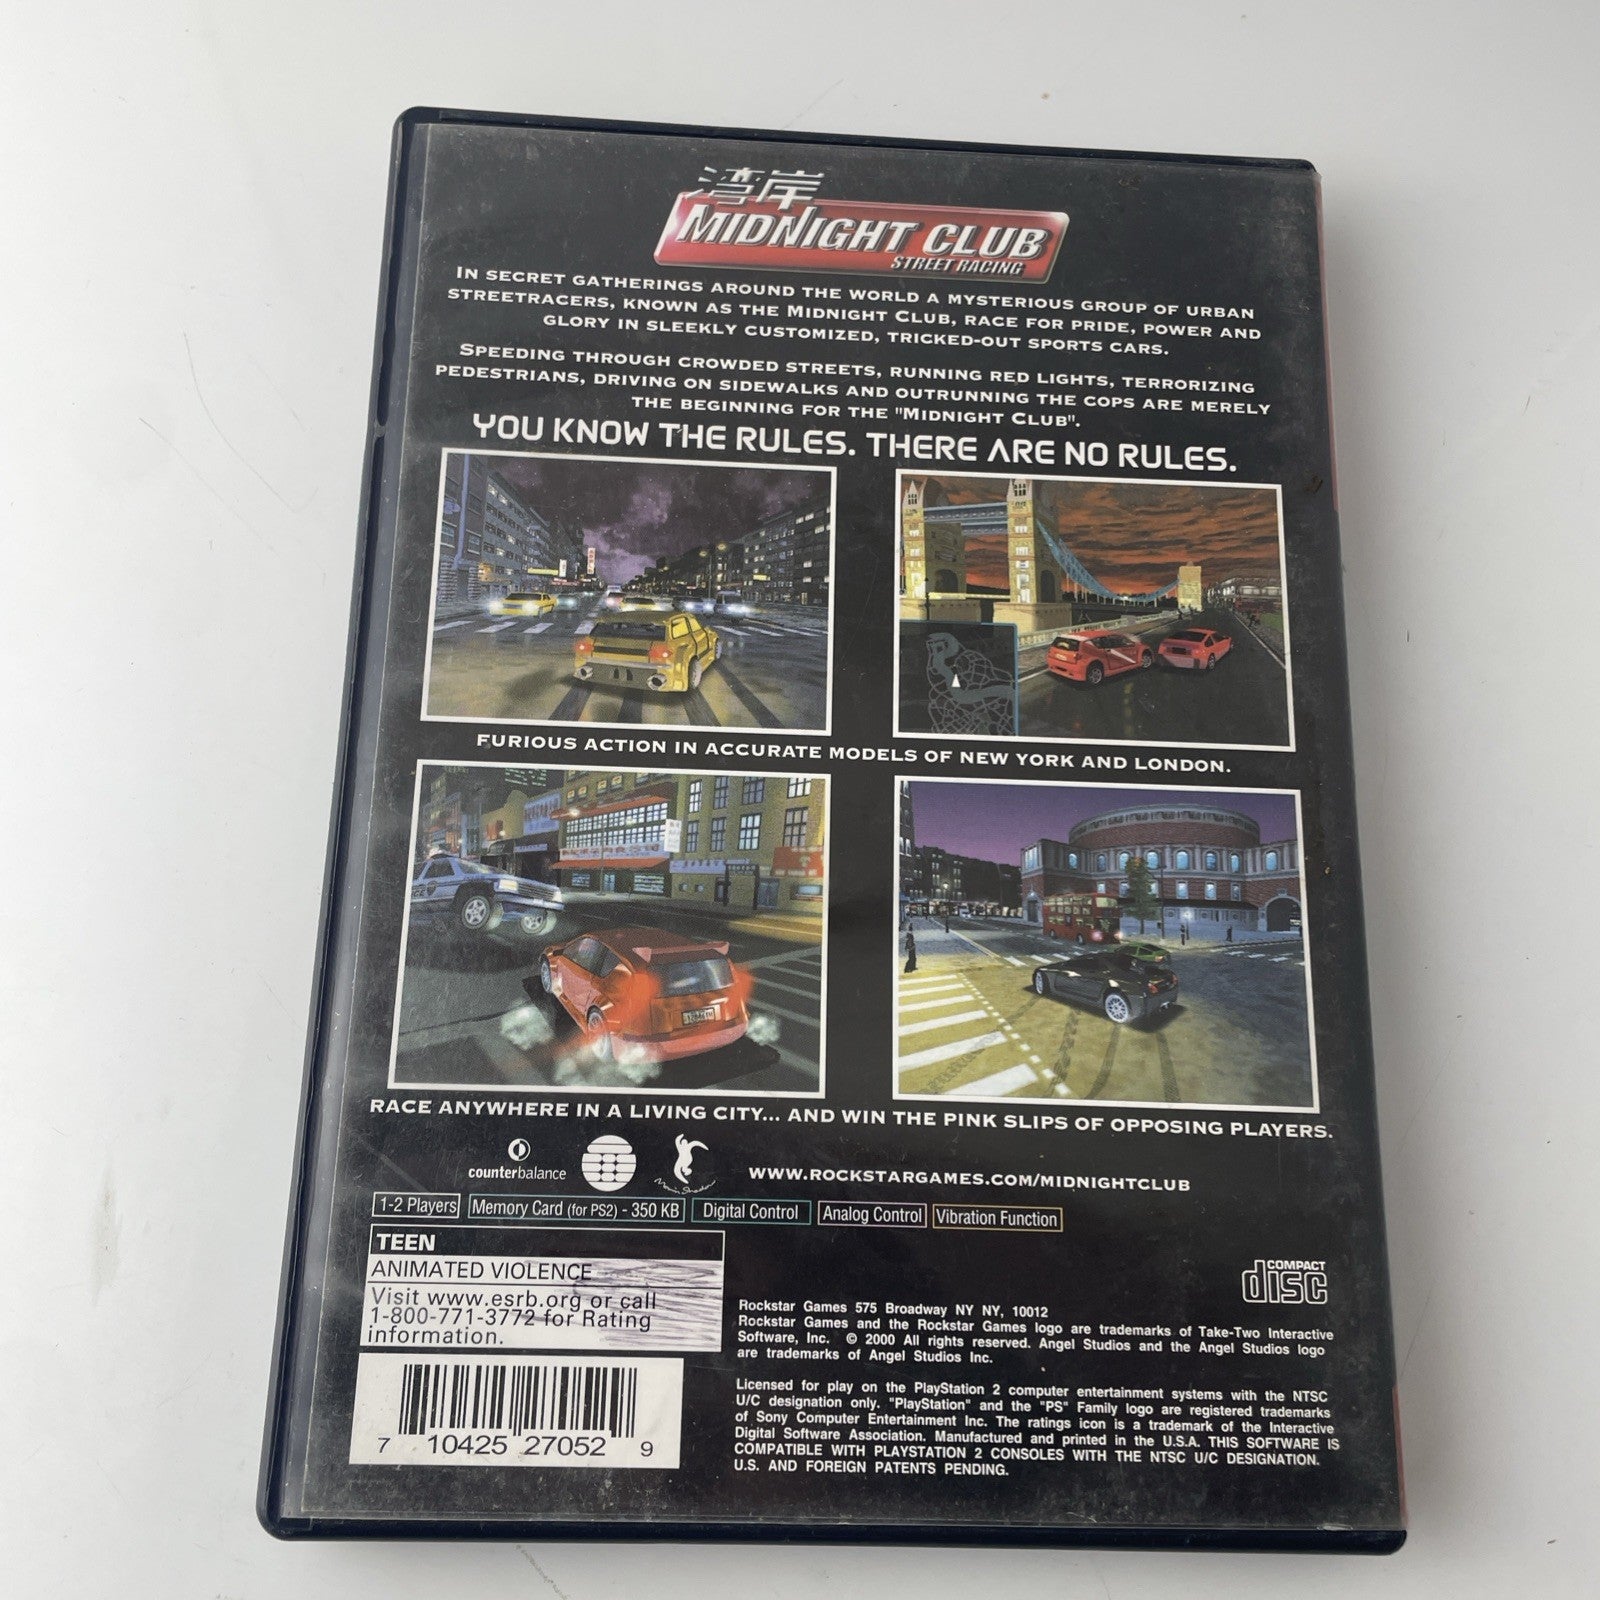 湾岸
MIDNIGHT CLUB
STREET RACING
IN SECRET GATHERINGS AROUND THE WORLD A MYSTERIOUS GROUP OF URBAN
STREETRACERS, KNOWN AS THE MIDNIGHT CLUB, RACE FOR PRIDE, POWER AND
GLORY IN SLEEKLY CUSTOMIZED, TRICKED-OUT SPORTS CARS.
SPEEDING THROUGH CROWDED STREETS, RUNNING RED LIGHTS, TERRORIZING
PEDESTRIANS, DRIVING ON SIDEWALKS AND OUTRUNNING THE COPS ARE MERELY
THE BEGINNING FOR THE "MIDNIGHT CLUB".
YOU KNOW THE RULES. THERE ARE NO RULES.
FURIOUS ACTION IN ACCURATE MODELS OF NEW YORK AND LONDON.
RACE ANYWHERE IN A LIVING CITY... AND WIN THE PINK SLIPS OF OPPOSING PLAYERS.
counterbalance
WWW.ROCKSTARGAMES.COM/MIDNIGHTCLUB
1-2 Players Memory Card (for PS2) - 350 KB Digital Control Analog Control Vibration Function
TEEN
ANIMATED VIOLENCE
Visit www.esrb.org or call
1-800-771-3772 for Rating
information.
COMPACT
disc
Rockstar Games 575 Broadway NY NY, 10012
Rockstar Games and the Rockstar Games logo are trademarks of Take-Two Interactive
Software, Inc. © 2000 All rights reserved. Angel Studios and the Angel Studios logo
are trademarks of Angel Studios Inc.
Licensed for play on the PlayStation 2 computer entertainment systems with the NTSC
U/C designation only. "PlayStation" and the "PS" Family logo are registered trademarks
of Sony Computer Entertainment Inc. The ratings icon is a trademark of the Interactive
Digital Software Association. Manufactured and printed in the U.S.A. THIS SOFTWARE IS
COMPATIBLE WITH PLAYSTATION 2 CONSOLES WITH THE NTSC U/C DESIGNATION.
U.S. AND FOREIGN PATENTS PENDING.
7 10425 27052 9